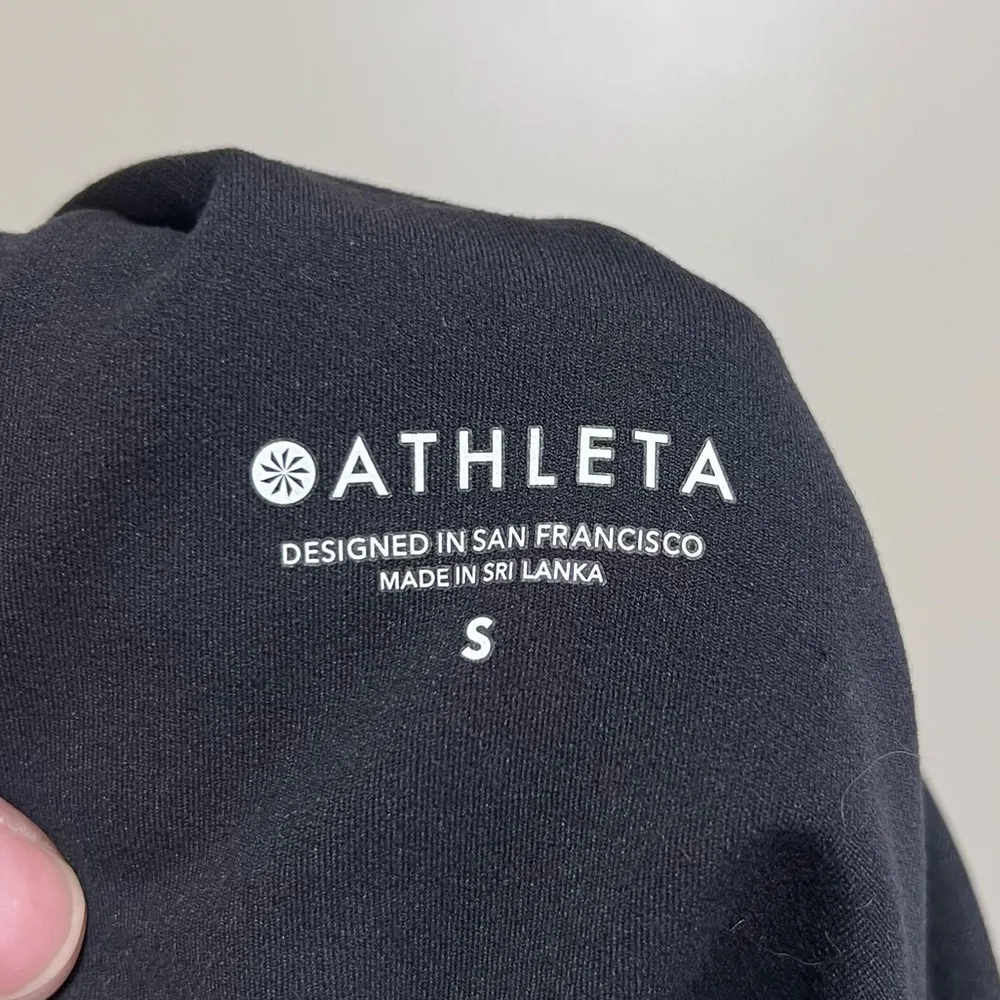 ATHLETA
DESIGNED IN SAN FRANCISCO
MADE IN SRI LANKA
S